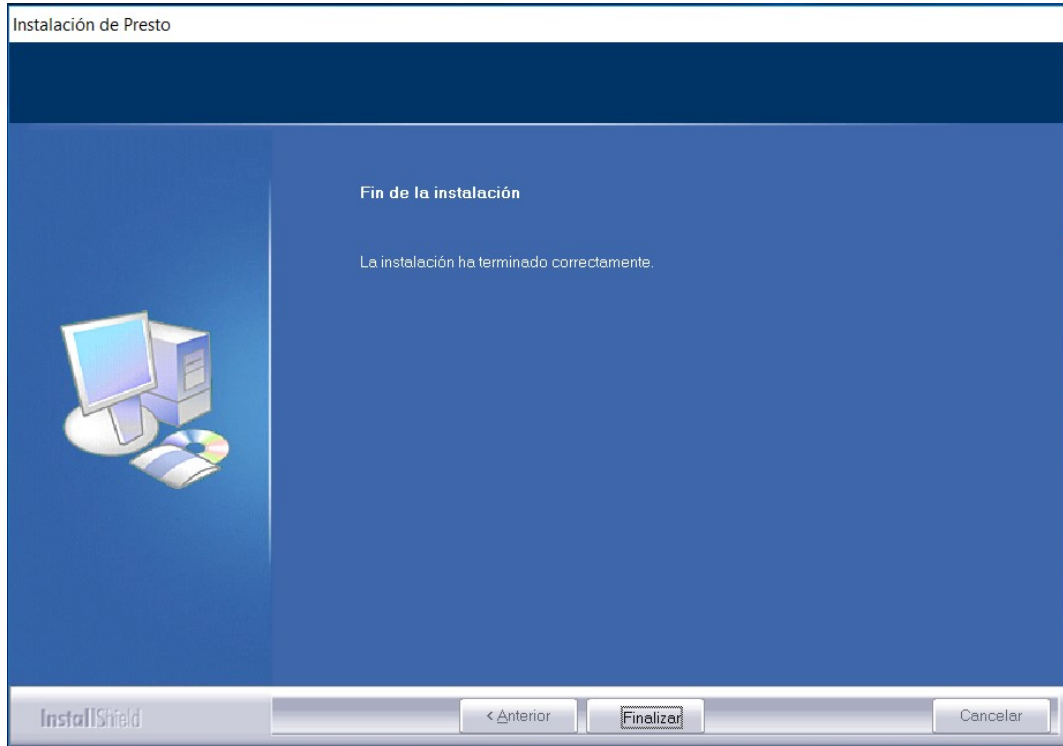 Instalación de Presto
Fin de la instalación
La instalación ha terminado correctamente.
InstallShield
< Anterior
Finalizar
Cancelar